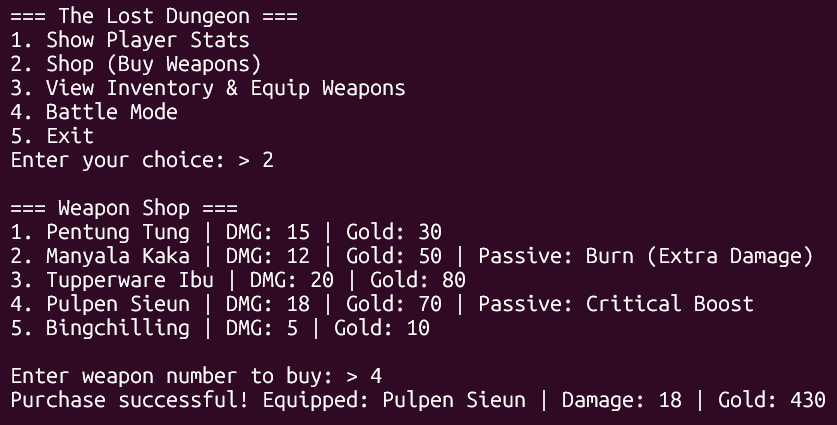 === The Lost Dungeon ===
1. Show Player Stats
2. Shop (Buy Weapons)
3. View Inventory & Equip Weapons
4. Battle Mode
5. Exit
Enter your choice: > 2
=== Weapon Shop ===
1. Pentung Tung | DMG: 15 | Gold: 30
2. Manyala Kaka | DMG: 12 | Gold: 50 | Passive: Burn (Extra Damage)
3. Tupperware Ibu | DMG: 20 | Gold: 80
4. Pulpen Sieun | DMG: 18 | Gold: 70 | Passive: Critical Boost
5. Bingchilling | DMG: 5 | Gold: 10
Enter weapon number to buy: > 4
Purchase successful! Equipped: Pulpen Sieun | Damage: 18 | Gold: 430